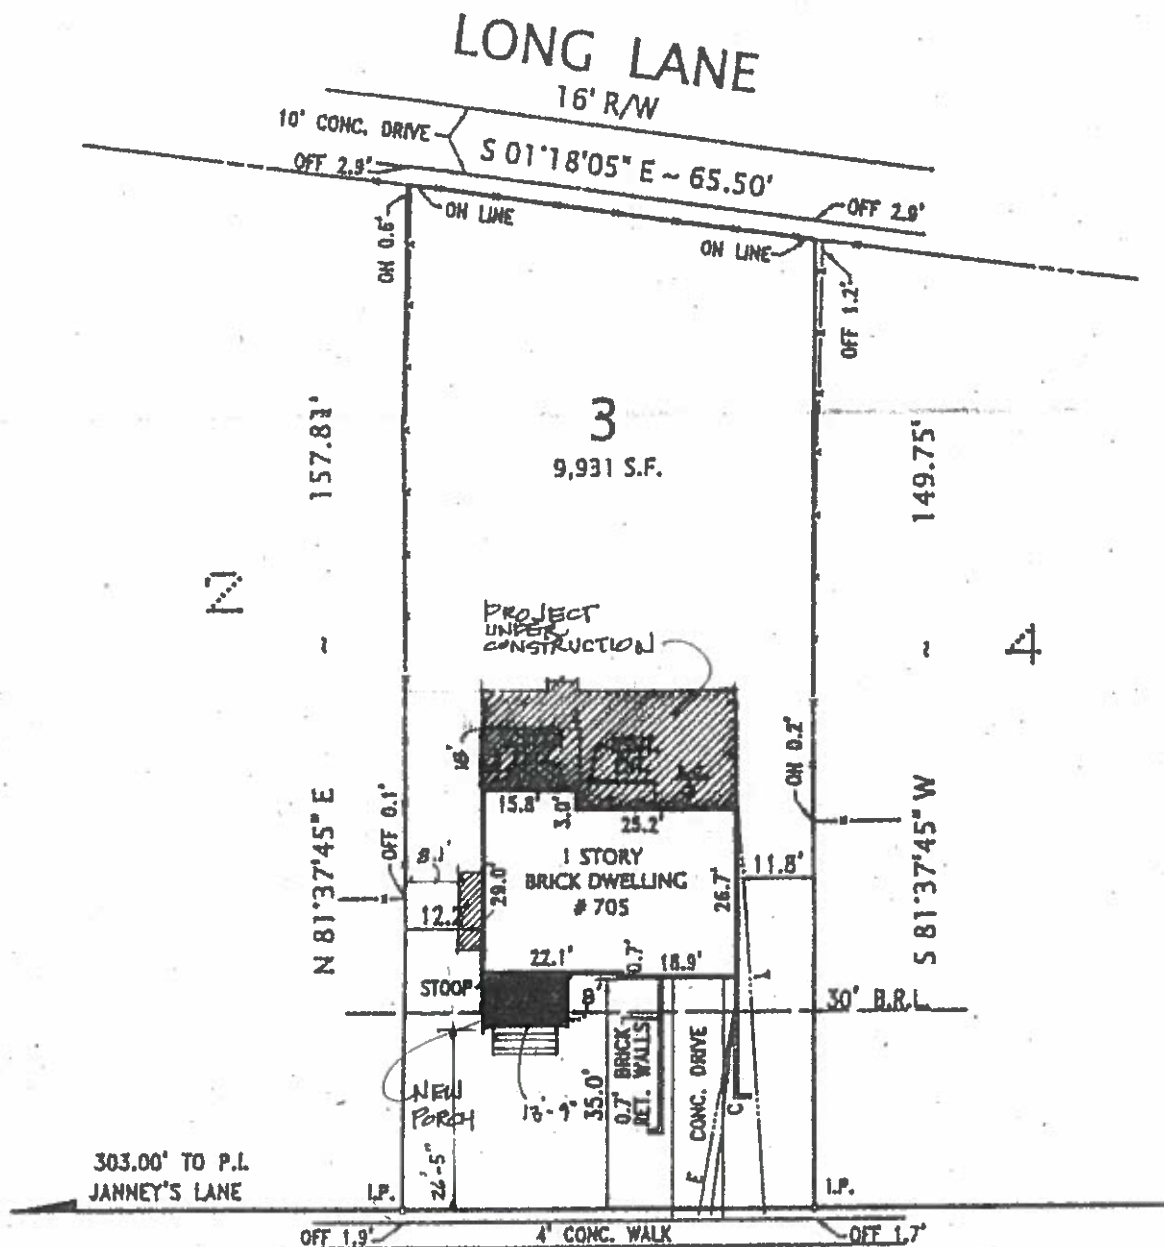 LONG LANE
16' R/W
10' CONC. DRIVE
S 01°18'05" E ~ 65.50'
OFF 2.9'
OFF 2.9'
ON LINE
ON LINE
ON 0.6'
OFF 1.2'
3
9,931 S.F.
157.81'
149.75'
2
~
~
4
PROJECT
UNDER
CONSTRUCTION
16'
ON 0.2'
15.8'
3.0'
25.2'
N 81°37'45" E
S 81°37'45" W
OFF 0.1'
8.1'
1 STORY
BRICK DWELLING
# 705
29.0'
26.7'
11.8'
12.2'
22.1'
0.7'
18.9'
STOOP
8'
30' B.R.L.
NEW
PORCH
13'-9"
35.0'
0.7' BRICK
RET. WALLS
CONC. DRIVE
C
E
26'-5"
303.00' TO P.I.
JANNEY'S LANE
I.P.
I.P.
OFF 1.9'
4' CONC. WALK
OFF 1.7'